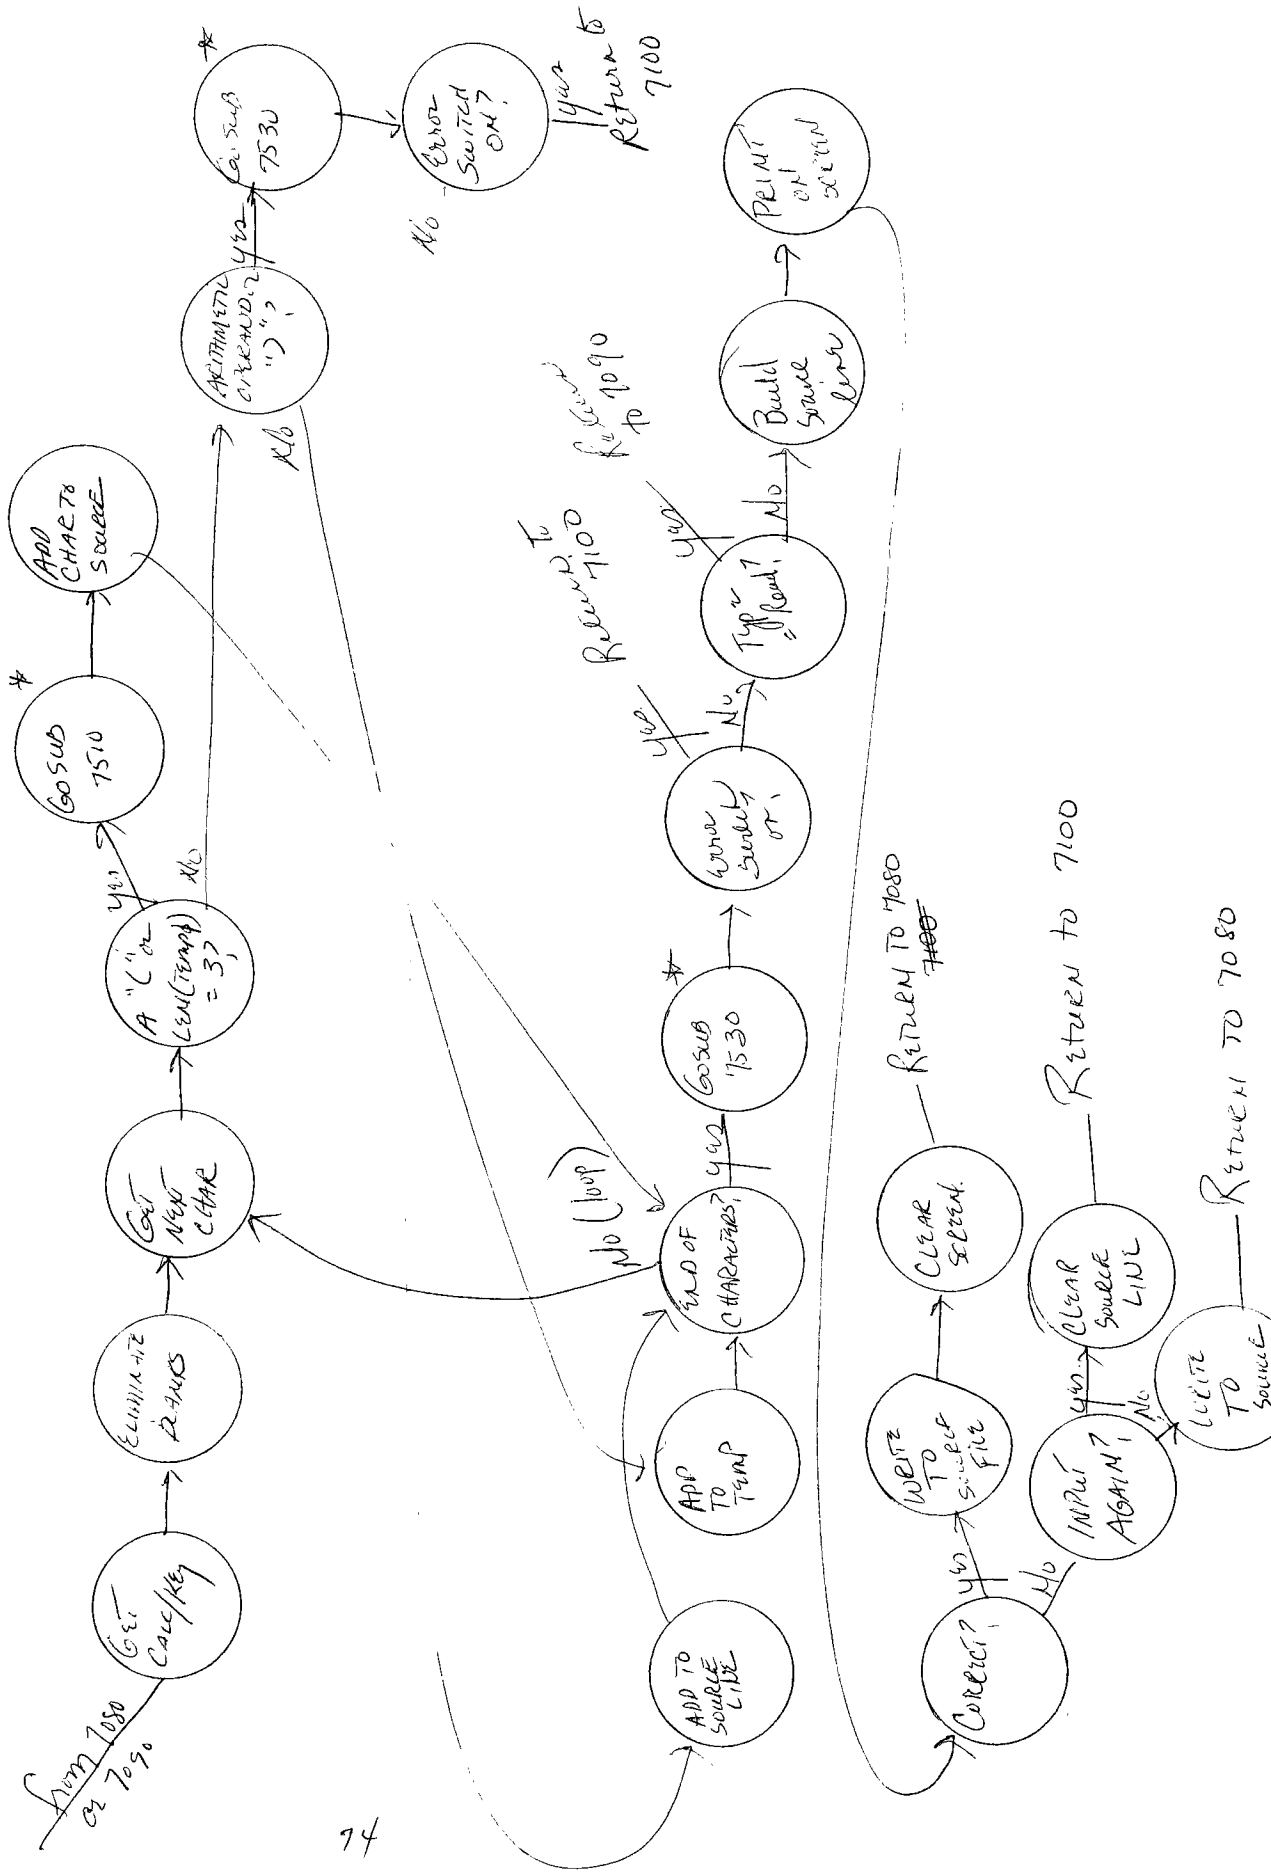 from 7080
or 7090
GET
CALC/KEY
ELIMINATE
BLANKS
GET
NEXT
CHAR
A "(" or
LEN(TEMP)
= 3?
Yes
No
GOSUB
7510
*
ADD
CHAR TO
SOURCE
ARITHMETIC
OPERAND?
")"?
Yes
No
GOSUB
7530
*
Error
SWITCH
ON?
No
Yes
Return to
7100
74
ADD TO
SOURCE
LINE
ADD
TO
TEMP
END OF
CHARACTERS?
No (loop)
Yes
GOSUB
7530
*
Error
Switch
on?
Yes
Return to
7100
No
Type
"Read?
Yes
Return
to 7090
No
Build
Source
line
PRINT
ON
SCREEN
CORRECT?
Yes
No
WRITE
TO
SOURCE
FILE
CLEAR
SCREEN.
RETURN TO 7080
7100
INPUT
AGAIN?
Yes
No
CLEAR
SOURCE
LINE
Return to 7100
WRITE
TO
SOURCE
Return TO 7080